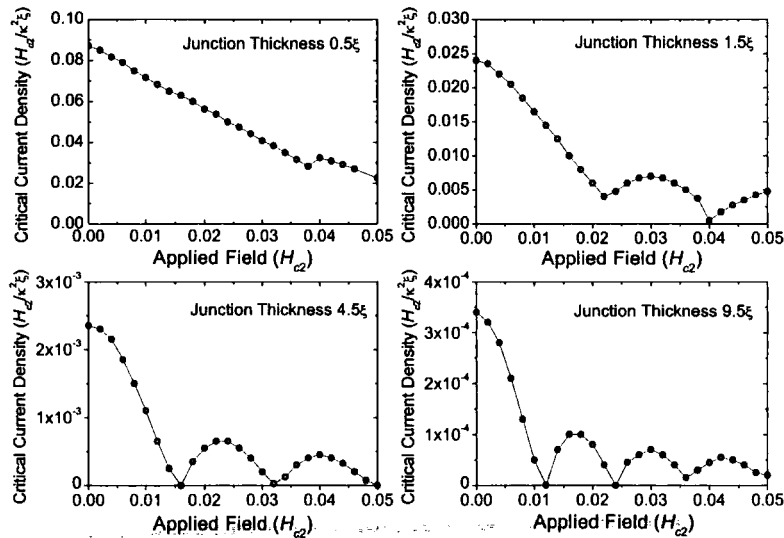 Junction Thickness 0.5ξ
Critical Current Density (Hc2/κ²ξ)
0.10
0.08
0.06
0.04
0.02
0.00
0.00 0.01 0.02 0.03 0.04 0.05
Applied Field (Hc2)
Junction Thickness 1.5ξ
Critical Current Density (Hc2/κ²ξ)
0.030
0.025
0.020
0.015
0.010
0.005
0.000
0.00 0.01 0.02 0.03 0.04 0.05
Applied Field (Hc2)
Junction Thickness 4.5ξ
Critical Current Density (Hc2/κ²ξ)
3x10⁻³
2x10⁻³
1x10⁻³
0
0.00 0.01 0.02 0.03 0.04 0.05
Applied Field (Hc2)
Junction Thickness 9.5ξ
Critical Current Density (Hc2/κ²ξ)
4x10⁻⁴
3x10⁻⁴
2x10⁻⁴
1x10⁻⁴
0
0.00 0.01 0.02 0.03 0.04 0.05
Applied Field (Hc2)